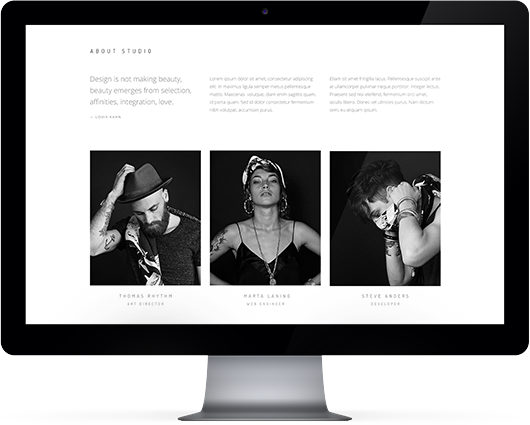 ABOUT STUDIO
Design is not making beauty,
beauty emerges from selection,
affinities, integration, love.
— LOUIS KAHN
Lorem ipsum dolor sit amet, consectetur adipiscing
elit. In vivamus ligula semper metus pellentesque
mattis. Maecenas volutpat, diam enim sagittis quam,
id porta quam. Sed id dolor consectetur fermentum
nibh volutpat, accumsan purus.
Etiam sit amet fringilla lacus. Pellentesque suscipit ante
at ullamcorper pulvinar neque porttitor. Integer lectus.
Praesent sed nisi eleifend, fermentum orci amet,
iaculis libero. Donec vel ultricies purus. Nam dictum
sem, eu aliquam ipsum.
THOMAS RHYTHM
ART DIRECTOR
MARTA LANING
WEB ENGINEER
STEVE ANDERS
DEVELOPER